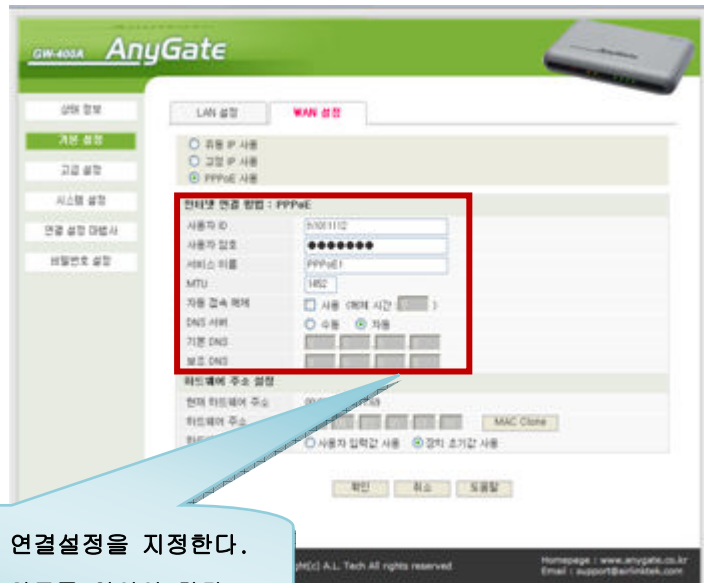 GW-400A AnyGate
상태 정보
기본 설정
고급 설정
시스템 설정
연결 설정 마법사
비밀번호 설정
LAN 설정
WAN 설정
유동 IP 사용
고정 IP 사용
PPPoE 사용
인터넷 연결 방법 : PPPoE
사용자 ID
사용자 암호 ●●●●●●●
서비스 이름 PPPoE1
MTU 1452
자동 접속 해제 사용 (해제 시간 )
DNS 서버 수동 자동
기본 DNS
보조 DNS
하드웨어 주소 설정
현재 하드웨어 주소
하드웨어 주소 MAC Clone
사용자 입력값 사용 장치 초기값 사용
확인 취소 도움말
연결설정을 지정한다.
(c) A.L. Tech All rights reserved
Homepage : www.anygate.co.kr
Email : support@airlinktek.com